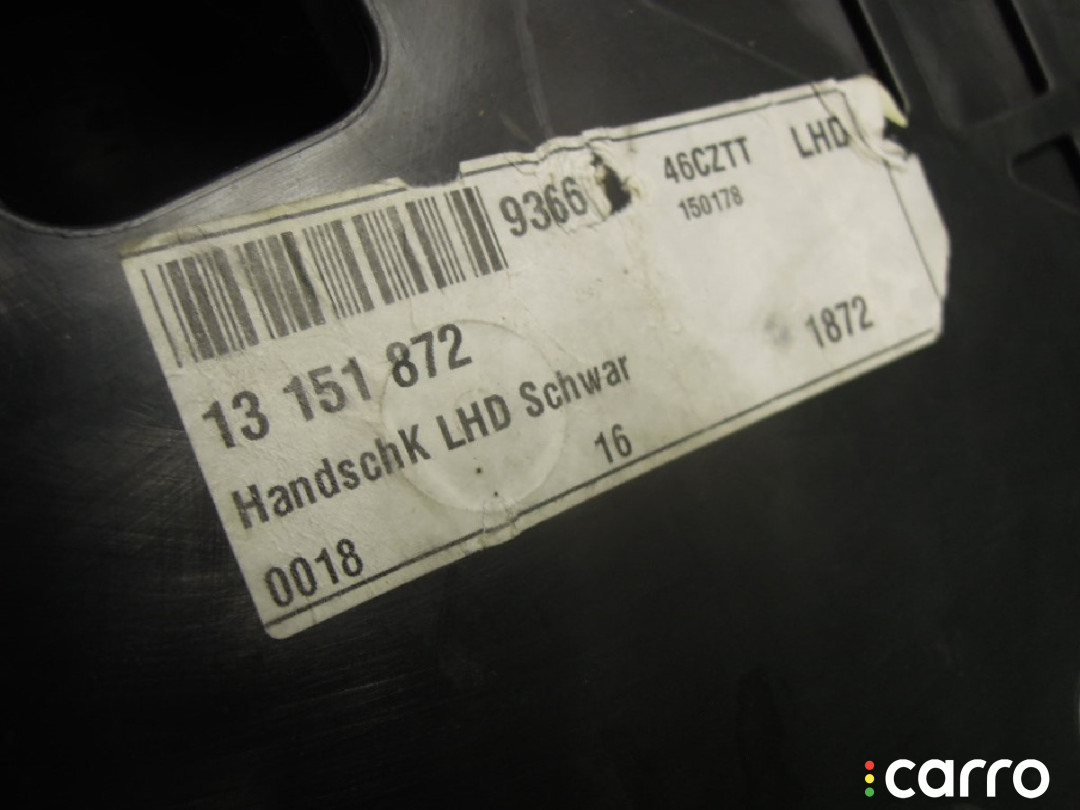 9366 46CZTT LHD
150178
13 151 872
HandschK LHD Schwar 1872
0018 16
carro